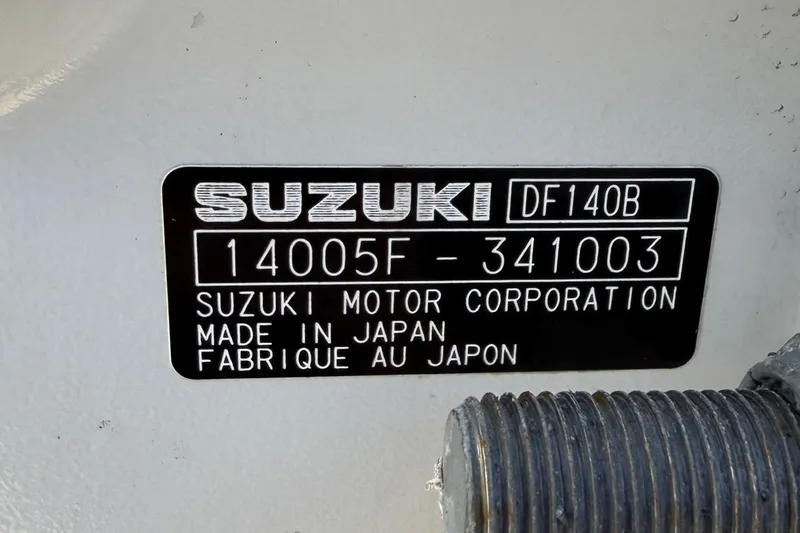 SUZUKI DF140B
14005F - 341003
SUZUKI MOTOR CORPORATION
MADE IN JAPAN
FABRIQUE AU JAPON